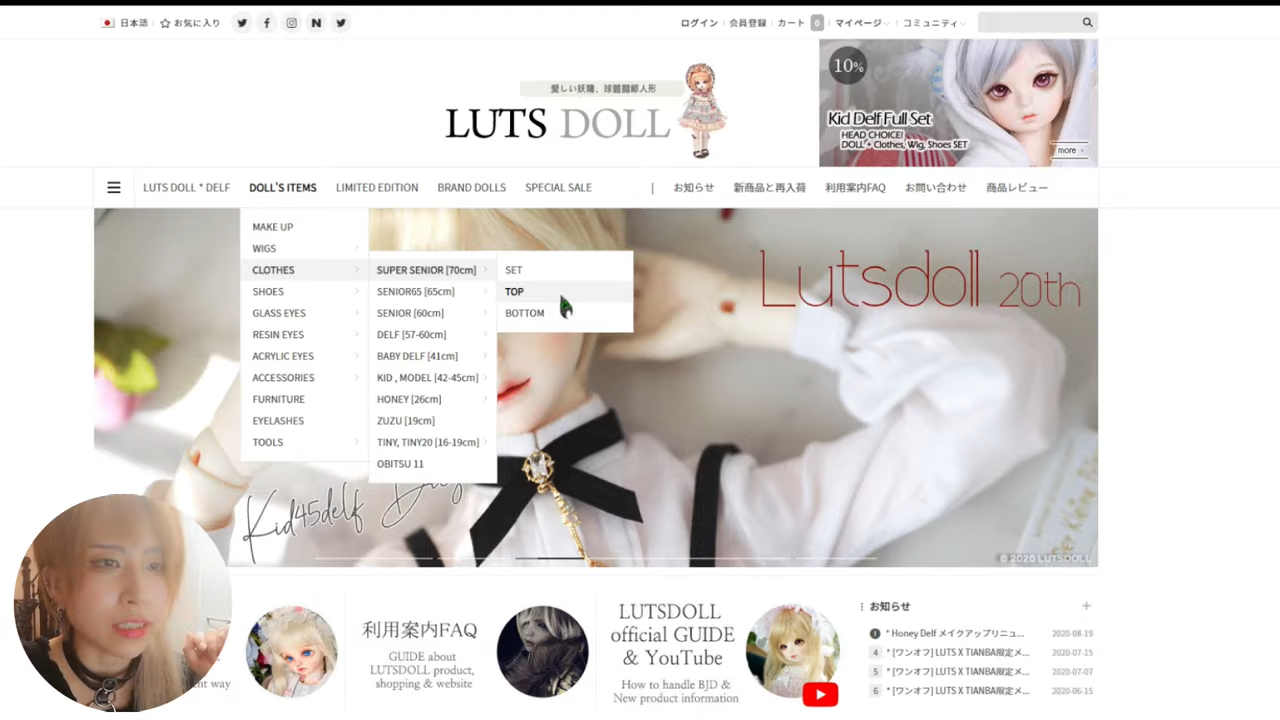 日本語
お気に入り
N
ログイン
会員登録
カート 0
マイページ
コミュニティ
愛しい妖精、球體關節人形
LUTS DOLL
10%
Kid Delf Full Set
HEAD CHOICE!
DOLL + Clothes, Wig, Shoes SET
more
LUTS DOLL * DELF
DOLL'S ITEMS
LIMITED EDITION
BRAND DOLLS
SPECIAL SALE
お知らせ
新商品と再入荷
利用案内FAQ
お問い合わせ
商品レビュー
MAKE UP
WIGS
CLOTHES
SHOES
GLASS EYES
RESIN EYES
ACRYLIC EYES
ACCESSORIES
FURNITURE
EYELASHES
TOOLS
SUPER SENIOR [70cm]
SENIOR65 [65cm]
SENIOR [60cm]
DELF [57-60cm]
BABY DELF [41cm]
KID , MODEL [42-45cm]
HONEY [26cm]
ZUZU [19cm]
TINY, TINY20 [16-19cm]
OBITSU 11
SET
TOP
BOTTOM
Lutsdoll 20th
Kid45delf
© 2020 LUTSDOLL
ent way
利用案内FAQ
GUIDE about
LUTSDOLL product,
shopping & website
LUTSDOLL
official GUIDE
& YouTube
How to handle BJD &
New product information
お知らせ +
* Honey Delf メイクアップリニュ... 2020-08-19
4 * [ワンオフ] LUTS X TIANBA限定メ... 2020-07-15
5 * [ワンオフ] LUTS X TIANBA限定メ... 2020-07-07
6 * [ワンオフ] LUTS X TIANBA限定メ... 2020-06-15